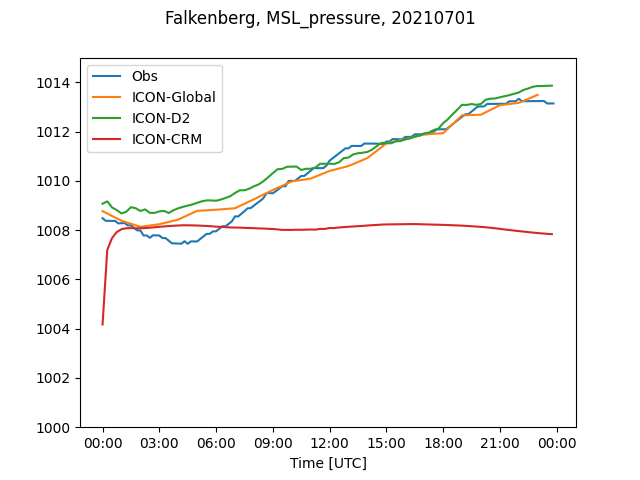 Falkenberg, MSL_pressure, 20210701
Obs
ICON-Global
ICON-D2
ICON-CRM
1014
1012
1010
1008
1006
1004
1002
1000
00:00 03:00 06:00 09:00 12:00 15:00 18:00 21:00 00:00
Time [UTC]